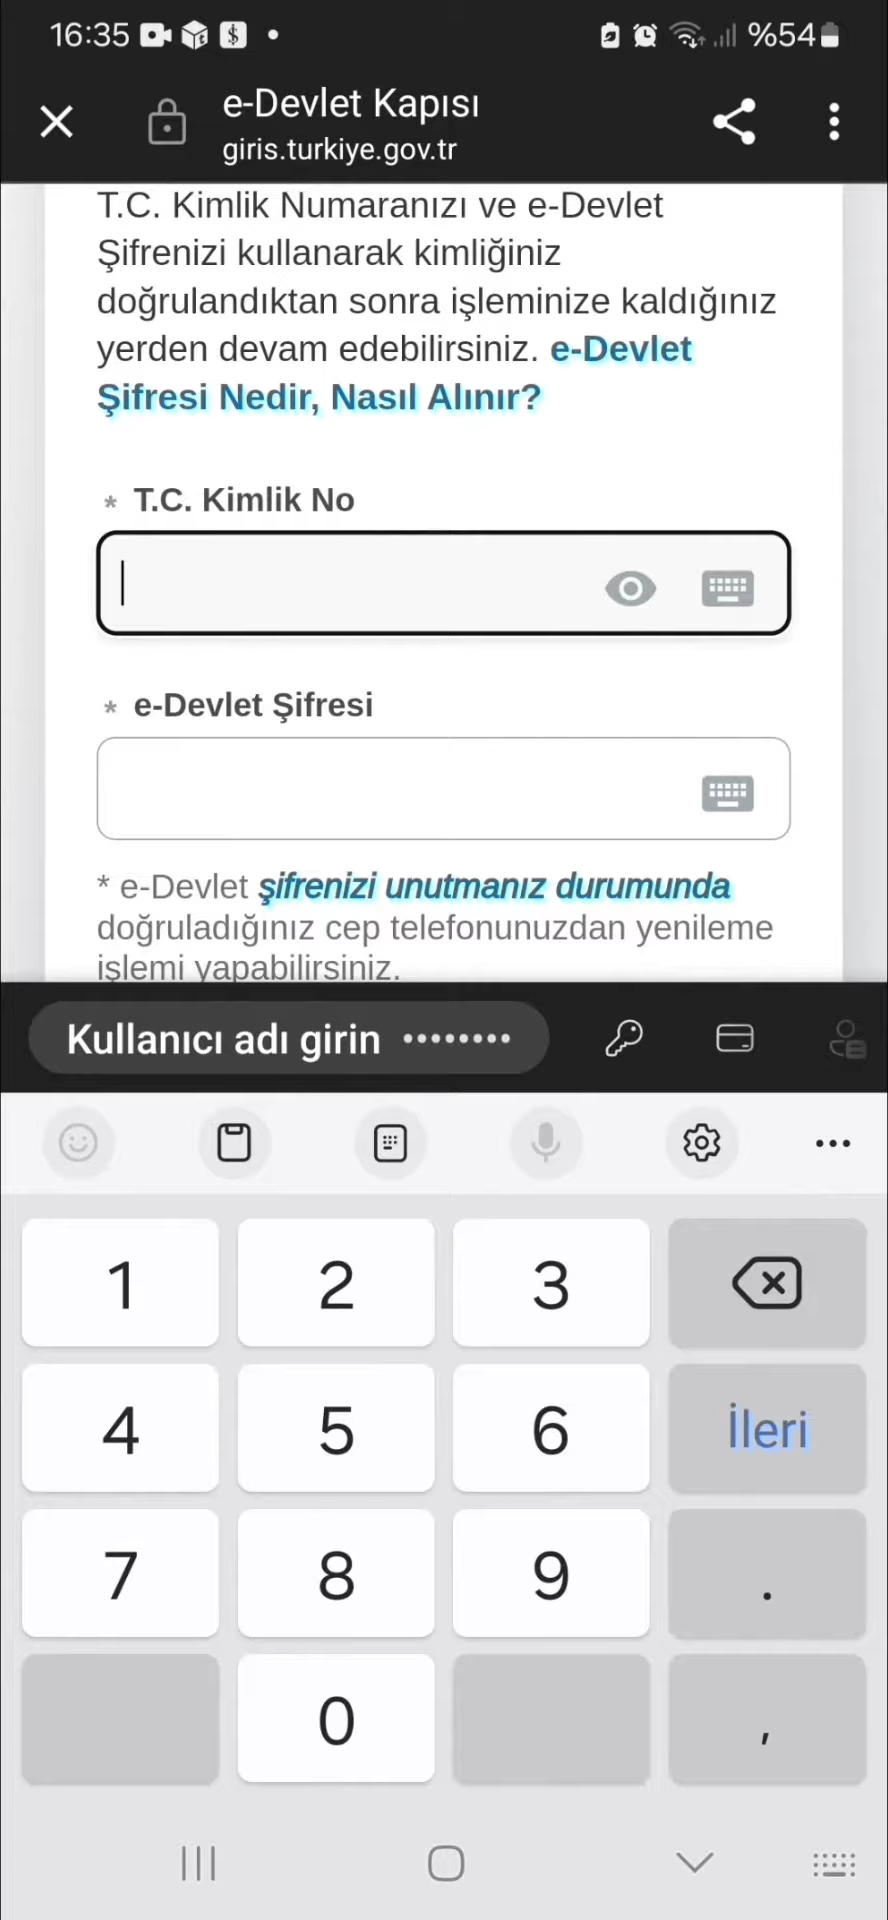 16:35 %54
e-Devlet Kapısı
giris.turkiye.gov.tr
T.C. Kimlik Numaranızı ve e-Devlet
Şifrenizi kullanarak kimliğiniz
doğrulandıktan sonra işleminize kaldığınız
yerden devam edebilirsiniz. e-Devlet
Şifresi Nedir, Nasıl Alınır?
* T.C. Kimlik No
* e-Devlet Şifresi
* e-Devlet şifrenizi unutmanız durumunda
doğruladığınız cep telefonunuzdan yenileme
işlemi yapabilirsiniz.
Kullanıcı adı girin ••••••••
1 2 3
4 5 6 İleri
7 8 9 .
0 ,